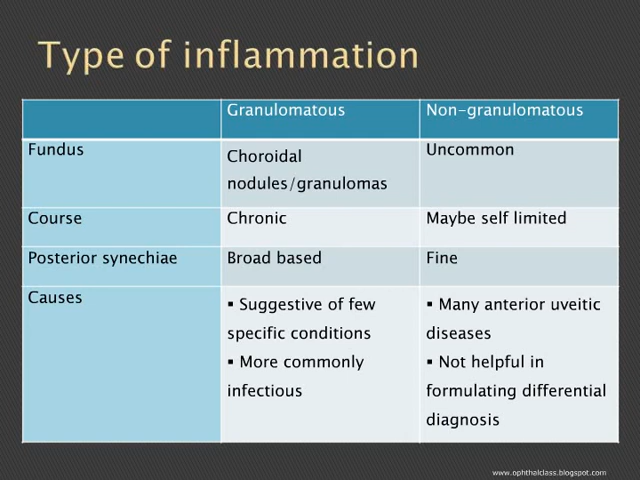 Type of inflammation
Granulomatous Non-granulomatous
Fundus Choroidal Uncommon
nodules/granulomas
Course Chronic Maybe self limited
Posterior synechiae Broad based Fine
Causes ▪ Suggestive of few ▪ Many anterior uveitic
specific conditions diseases
▪ More commonly ▪ Not helpful in
infectious formulating differential
diagnosis
www.ophthalclass.blogspot.com